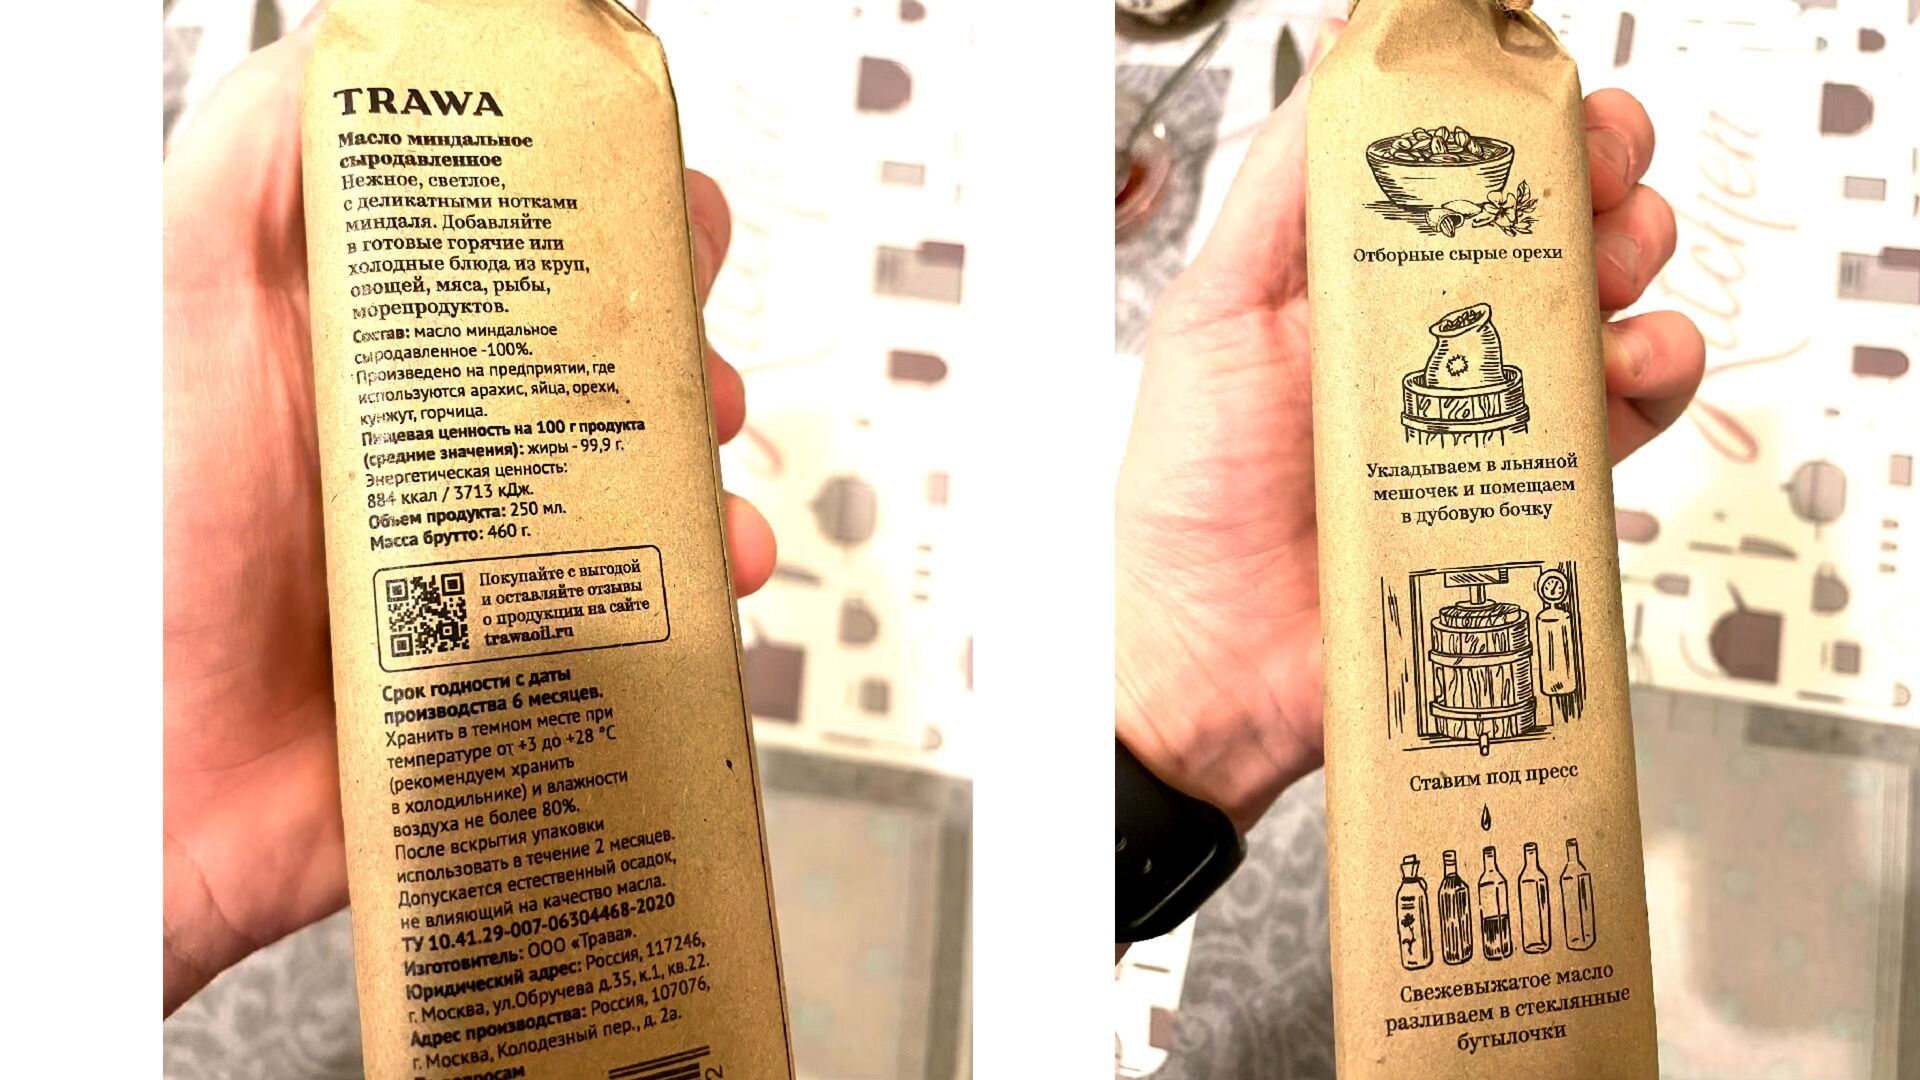 TRAWA
Масло миндальное
сыродавленное
Нежное, светлое,
с деликатными нотками
миндаля. Добавляйте
в готовые горячие или
холодные блюда из круп,
овощей, мяса, рыбы,
морепродуктов.
Состав: масло миндальное
сыродавленное -100%.
Произведено на предприятии, где
используются арахис, яйца, орехи,
кунжут, горчица.
Пищевая ценность на 100 г продукта
(средние значения): жиры - 99,9 г.
Энергетическая ценность:
884 ккал / 3713 кДж.
Объем продукта: 250 мл.
Масса брутто: 460 г.
Покупайте с выгодой
и оставляйте отзывы
о продукции на сайте
trawaoil.ru
Срок годности с даты
производства 6 месяцев.
Хранить в темном месте при
температуре от +3 до +28 °C
(рекомендуем хранить
в холодильнике) и влажности
воздуха не более 80%.
После вскрытия упаковки
использовать в течение 2 месяцев.
Допускается естественный осадок,
не влияющий на качество масла.
ТУ 10.41.29-007-06304468-2020
Изготовитель: ООО «Трава».
Юридический адрес: Россия, 117246,
г. Москва, ул.Обручева д.35, к.1, кв.22.
Адрес производства: Россия, 107076,
г. Москва, Колодезный пер., д. 2а.
2
Отборные сырые орехи
Укладываем в льняной
мешочек и помещаем
в дубовую бочку
Ставим под пресс
Свежевыжатое масло
разливаем в стеклянные
бутылочки
Kitchen